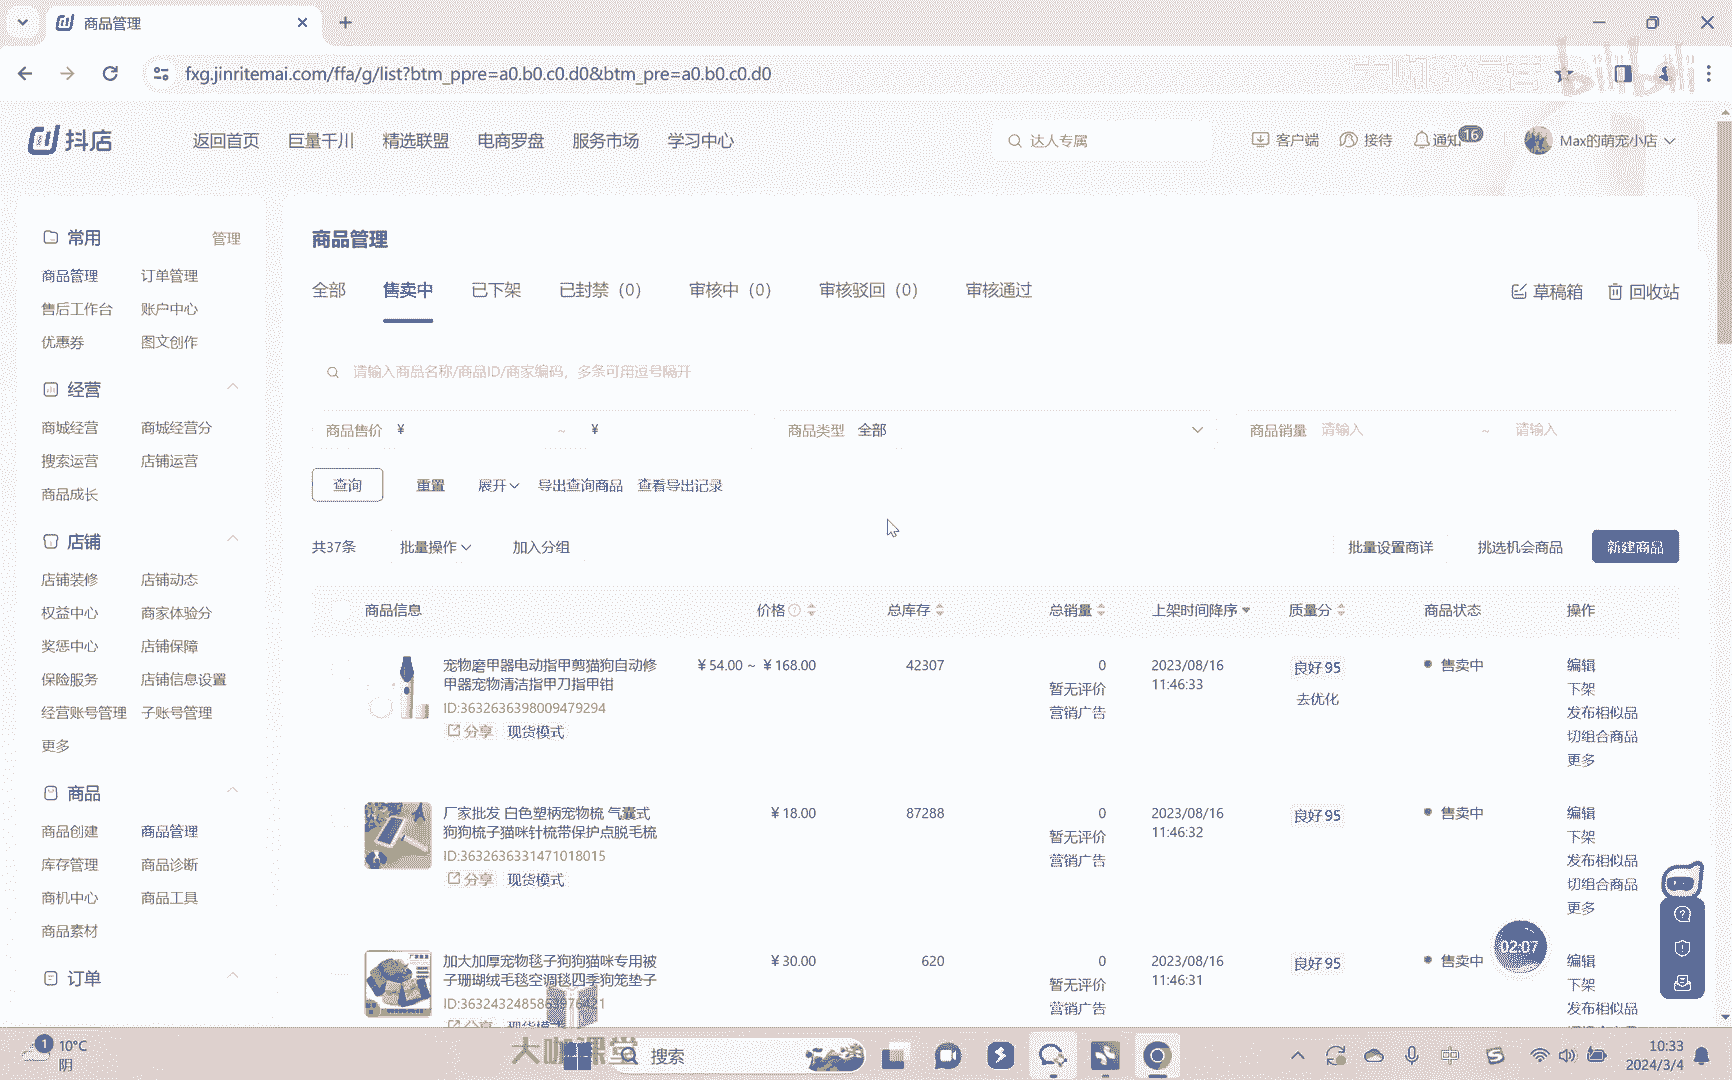 商品管理
fxg.jinritemai.com/ffa/g/list?btm_ppre=a0.b0.c0.d0&btm_pre=a0.b0.c0.d0
bilibili
抖店
返回首页 巨量千川 精选联盟 电商罗盘 服务市场 学习中心
达人专属
客户端 接待 通知 16 Max的萌宠小店
常用 管理
商品管理 订单管理
售后工作台 账户中心
优惠券 图文创作
经营
商城经营 商城经营分
搜索运营 店铺运营
商品成长
店铺
店铺装修 店铺动态
权益中心 商家体验分
奖惩中心 店铺保障
保险服务 店铺信息设置
经营账号管理 子账号管理
更多
商品
商品创建 商品管理
库存管理 商品诊断
商机中心 商品工具
商品素材
订单
商品管理
全部 售卖中 已下架 已封禁（0） 审核中（0） 审核驳回（0） 审核通过
草稿箱 回收站
请输入商品名称/商品ID/商家编码，多条可用逗号隔开
商品售价 ¥ ~ ¥ 商品类型 全部 商品销量 请输入 ~ 请输入
查询 重置 展开 导出查询商品 查看导出记录
共37条 批量操作 加入分组 批量设置商详 挑选机会商品 新建商品
商品信息 价格 总库存 总销量 上架时间降序 质量分 商品状态 操作
宠物磨甲器电动指甲剪猫狗自动修
甲器宠物清洁指甲刀指甲钳
ID:3632636398009479294
分享 现货模式
¥54.00 ~ ¥168.00
42307
0
暂无评价
营销广告
2023/08/16
11:46:33
良好 95
去优化
售卖中
编辑
下架
发布相似品
切组合商品
更多
厂家批发 白色塑柄宠物梳 气囊式
狗狗梳子猫咪针梳带保护点脱毛梳
ID:3632636331471018015
分享 现货模式
¥18.00
87288
0
暂无评价
营销广告
2023/08/16
11:46:32
良好 95
售卖中
编辑
下架
发布相似品
切组合商品
更多
加大加厚宠物毯子狗狗猫咪专用被
子珊瑚绒毛毯空调毯四季狗笼垫子
¥30.00
620
0
暂无评价
营销广告
2023/08/16
11:46:31
良好 95
售卖中
编辑
下架
发布相似品
02:07
1
10°C
阴
大咖课堂
搜索
中
10:33
2024/3/4